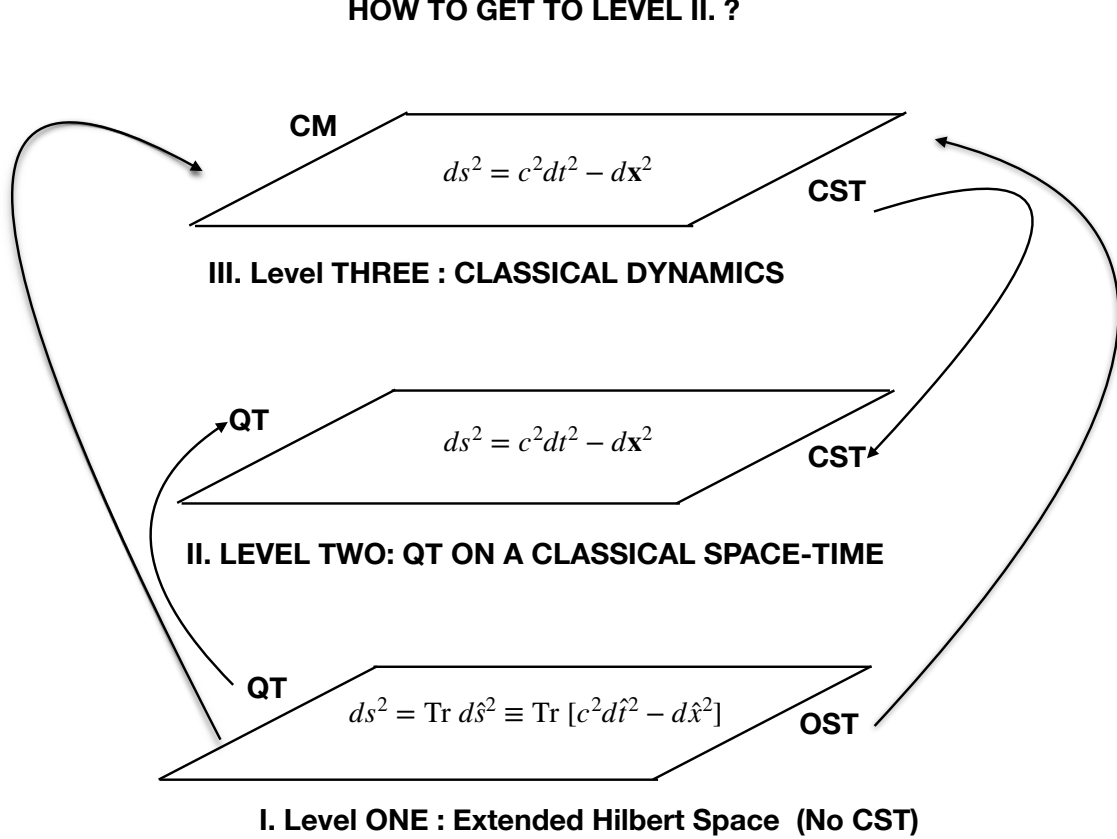 HOW TO GET TO LEVEL II. ?
CM
ds² = c²dt² − dx²
CST
III. Level THREE : CLASSICAL DYNAMICS
QT
ds² = c²dt² − dx²
CST
II. LEVEL TWO: QT ON A CLASSICAL SPACE-TIME
QT
ds² = Tr dŝ² ≡ Tr [c²dt̂² − dx̂²]
OST
I. Level ONE : Extended Hilbert Space (No CST)